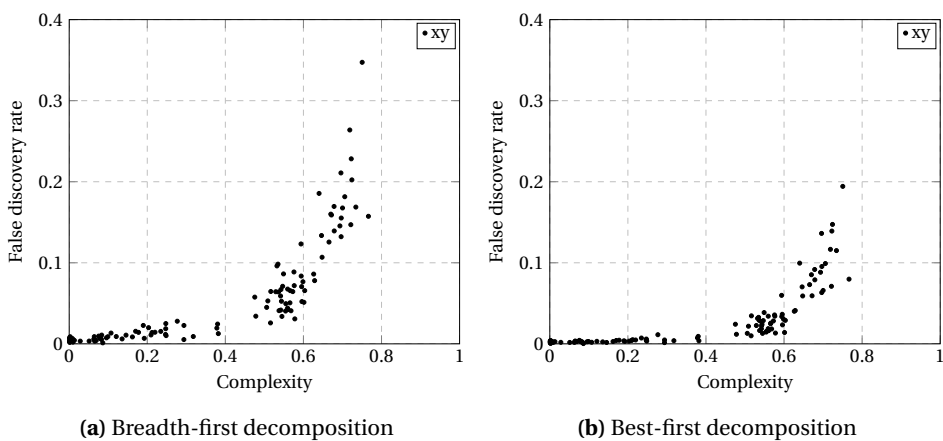 0.4
0.3
0.2
0.1
0
False discovery rate
xy
0 0.2 0.4 0.6 0.8 1
Complexity
(a) Breadth-first decomposition
0.4
0.3
0.2
0.1
0
False discovery rate
xy
0 0.2 0.4 0.6 0.8 1
Complexity
(b) Best-first decomposition